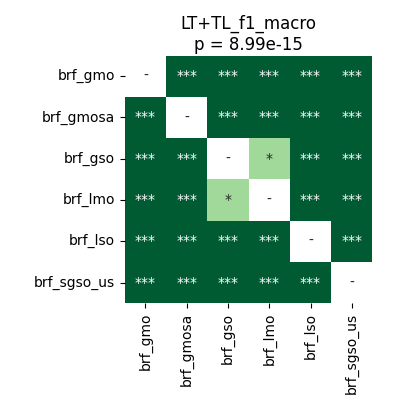 LT+TL_f1_macro
p = 8.99e-15
brf_gmo - *** *** *** *** ***
brf_gmosa *** - *** *** *** ***
brf_gso *** *** - * *** ***
brf_lmo *** *** * - *** ***
brf_lso *** *** *** *** - ***
brf_sgso_us *** *** *** *** *** -
brf_gmo
brf_gmosa
brf_gso
brf_lmo
brf_lso
brf_sgso_us